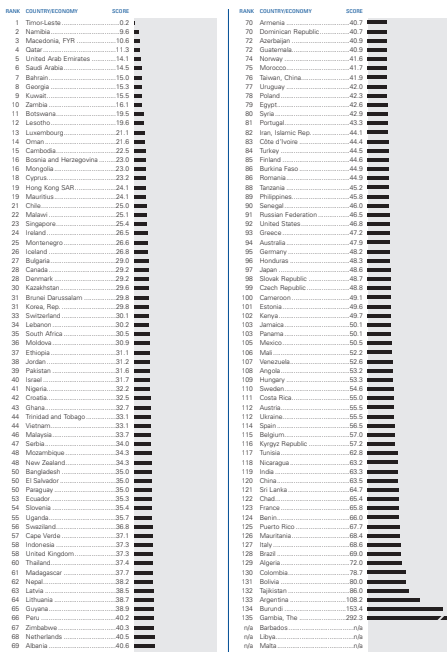 RANK COUNTRY/ECONOMY SCORE
1 Timor-Leste 0.2
2 Namibia 9.6
3 Macedonia, FYR 10.6
4 Qatar 11.3
5 United Arab Emirates 14.1
6 Saudi Arabia 14.5
7 Bahrain 15.0
8 Georgia 15.3
9 Kuwait 15.5
10 Zambia 16.1
11 Botswana 19.5
12 Lesotho 19.6
13 Luxembourg 21.1
14 Oman 21.6
15 Cambodia 22.5
16 Bosnia and Herzegovina 23.0
16 Mongolia 23.0
18 Cyprus 23.2
19 Hong Kong SAR 24.1
19 Mauritius 24.1
21 Chile 25.0
22 Malawi 25.1
23 Singapore 25.4
24 Ireland 26.5
25 Montenegro 26.6
26 Iceland 26.8
27 Bulgaria 29.0
28 Canada 29.2
28 Denmark 29.2
30 Kazakhstan 29.6
31 Brunei Darussalam 29.8
31 Korea, Rep. 29.8
33 Switzerland 30.1
34 Lebanon 30.2
35 South Africa 30.5
36 Moldova 30.9
37 Ethiopia 31.1
38 Jordan 31.2
39 Pakistan 31.6
40 Israel 31.7
41 Nigeria 32.2
42 Croatia 32.5
43 Ghana 32.7
44 Trinidad and Tobago 33.1
44 Vietnam 33.1
46 Malaysia 33.7
47 Serbia 34.0
48 Mozambique 34.3
48 New Zealand 34.3
50 Bangladesh 35.0
50 El Salvador 35.0
50 Paraguay 35.0
53 Ecuador 35.3
54 Slovenia 35.4
55 Uganda 35.7
56 Swaziland 36.8
57 Cape Verde 37.1
58 Indonesia 37.3
58 United Kingdom 37.3
60 Thailand 37.4
61 Madagascar 37.7
62 Nepal 38.2
63 Latvia 38.5
64 Lithuania 38.7
65 Guyana 38.9
66 Peru 40.2
67 Zimbabwe 40.3
68 Netherlands 40.5
69 Albania 40.6
RANK COUNTRY/ECONOMY SCORE
70 Armenia 40.7
70 Dominican Republic 40.7
72 Azerbaijan 40.9
72 Guatemala 40.9
74 Norway 41.6
75 Morocco 41.7
76 Taiwan, China 41.9
77 Uruguay 42.0
78 Poland 42.3
79 Egypt 42.6
80 Syria 42.9
81 Portugal 43.3
82 Iran, Islamic Rep. 44.1
83 Côte d'Ivoire 44.4
84 Turkey 44.5
85 Finland 44.6
86 Burkina Faso 44.9
86 Romania 44.9
88 Tanzania 45.2
89 Philippines 45.8
90 Senegal 46.0
91 Russian Federation 46.5
92 United States 46.8
93 Greece 47.2
94 Australia 47.9
95 Germany 48.2
96 Honduras 48.3
97 Japan 48.6
98 Slovak Republic 48.7
99 Czech Republic 48.8
100 Cameroon 49.1
101 Estonia 49.6
102 Kenya 49.7
103 Jamaica 50.1
103 Panama 50.1
105 Mexico 50.5
106 Mali 52.2
107 Venezuela 52.6
108 Angola 53.2
109 Hungary 53.3
110 Sweden 54.6
111 Costa Rica 55.0
112 Austria 55.5
112 Ukraine 55.5
114 Spain 56.5
115 Belgium 57.0
116 Kyrgyz Republic 57.2
117 Tunisia 62.8
118 Nicaragua 63.2
119 India 63.3
120 China 63.5
121 Sri Lanka 64.7
122 Chad 65.4
123 France 65.8
124 Benin 66.0
125 Puerto Rico 67.7
126 Mauritania 68.4
127 Italy 68.6
128 Brazil 69.0
129 Algeria 72.0
130 Colombia 78.7
131 Bolivia 80.0
132 Tajikistan 86.0
133 Argentina 108.2
134 Burundi 153.4
135 Gambia, The 292.3
n/a Barbados n/a
n/a Libya n/a
n/a Malta n/a